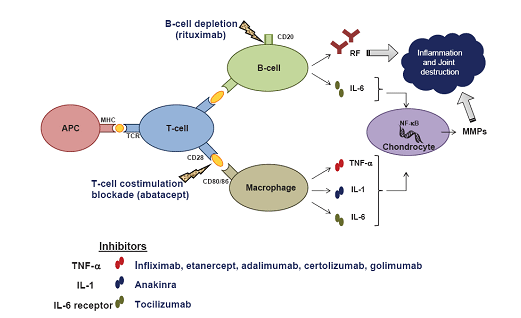 B-cell depletion
(rituximab)
CD20
B-cell
RF
IL-6
Inflammation
and Joint
destruction
APC
MHC
TCR
T-cell
CD28
CD80/86
T-cell costimulation
blockade (abatacept)
Macrophage
TNF-α
IL-1
IL-6
NF-κB
Chondrocyte
MMPs
Inhibitors
TNF-α Infliximab, etanercept, adalimumab, certolizumab, golimumab
IL-1 Anakinra
IL-6 receptor Tocilizumab